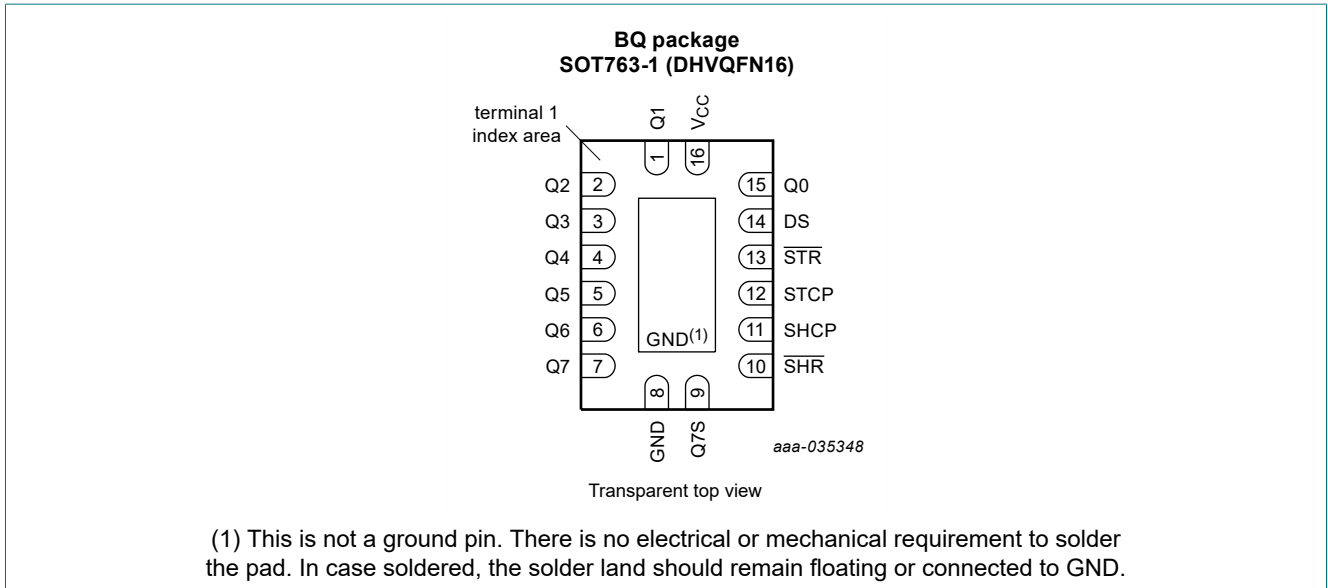 BQ package
SOT763-1 (DHVQFN16)
terminal 1
index area
Q1
VCC
1
16
Q2 2
15 Q0
Q3 3
14 DS
Q4 4
13 STR
Q5 5
12 STCP
Q6 6
11 SHCP
GND(1)
Q7 7
10 SHR
8
9
GND
Q7S
aaa-035348
Transparent top view
(1) This is not a ground pin. There is no electrical or mechanical requirement to solder
the pad. In case soldered, the solder land should remain floating or connected to GND.